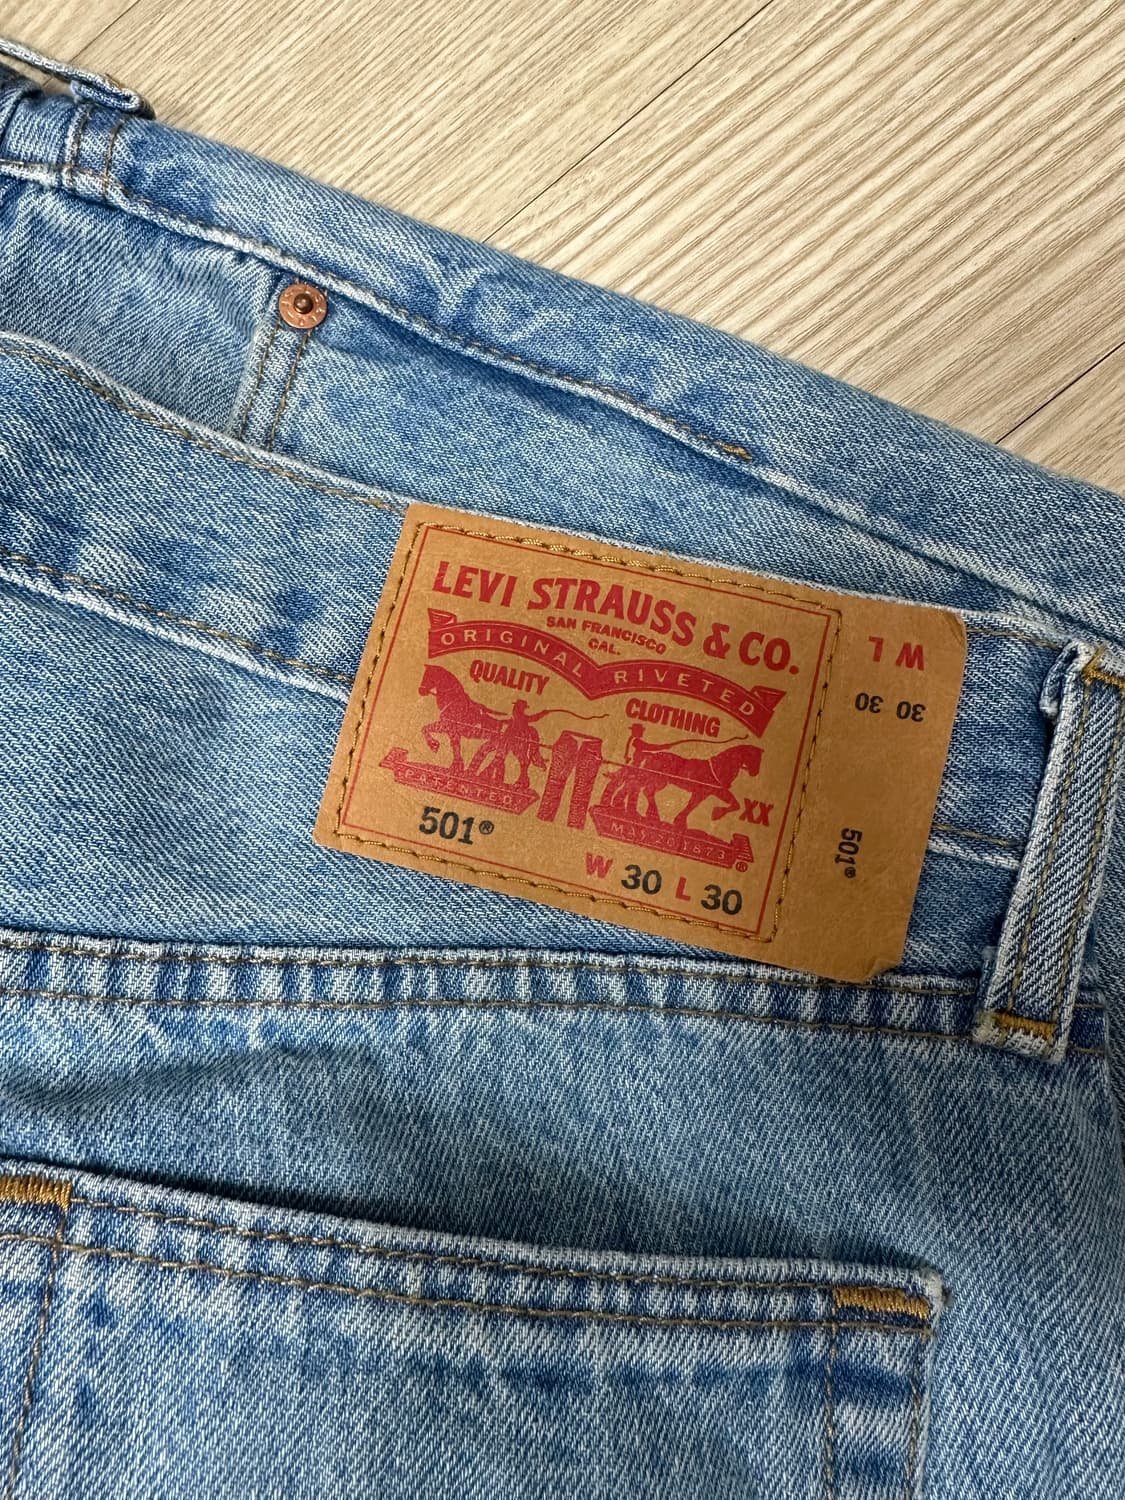 LEVI STRAUSS & CO.
SAN FRANCISCO
CAL.
ORIGINAL RIVETED
QUALITY CLOTHING
XX
PATENTED MAY 20 1873 ®
501®
W 30 L 30
W L
30 30
501®